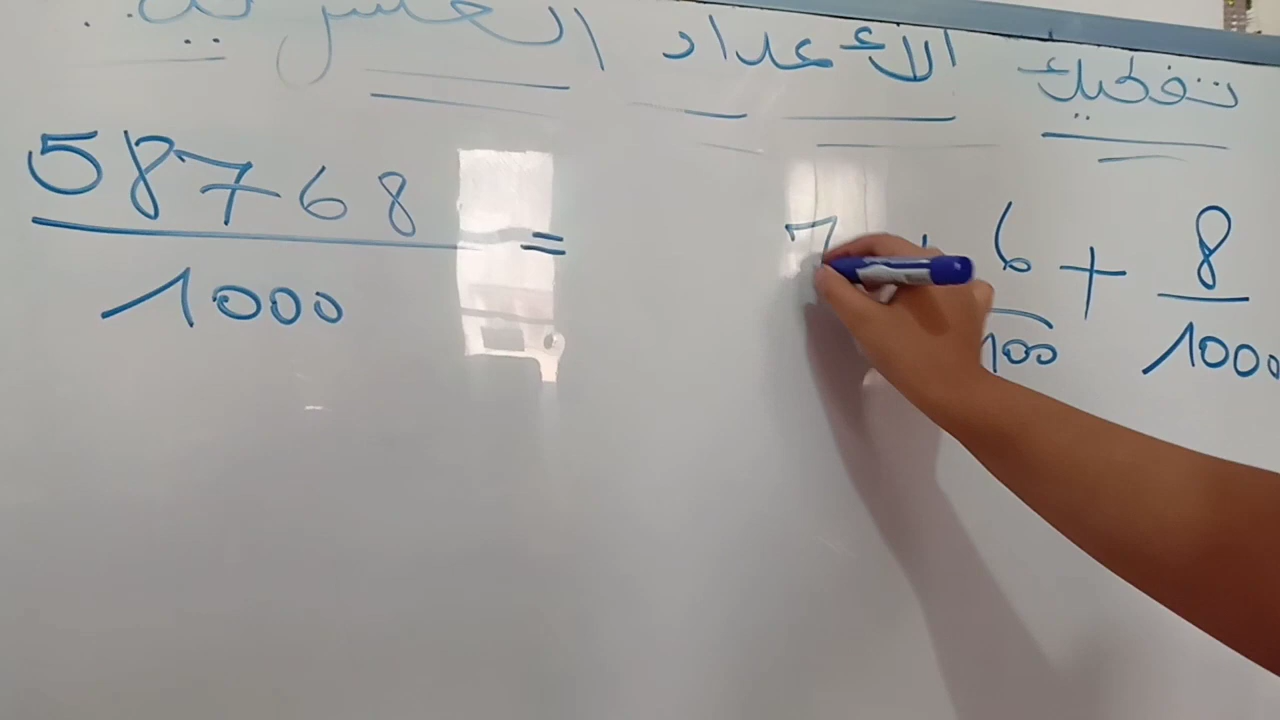 تفكيك الأعداد العشرية
58768/1000 = 7 + 6/100 + 8/1000